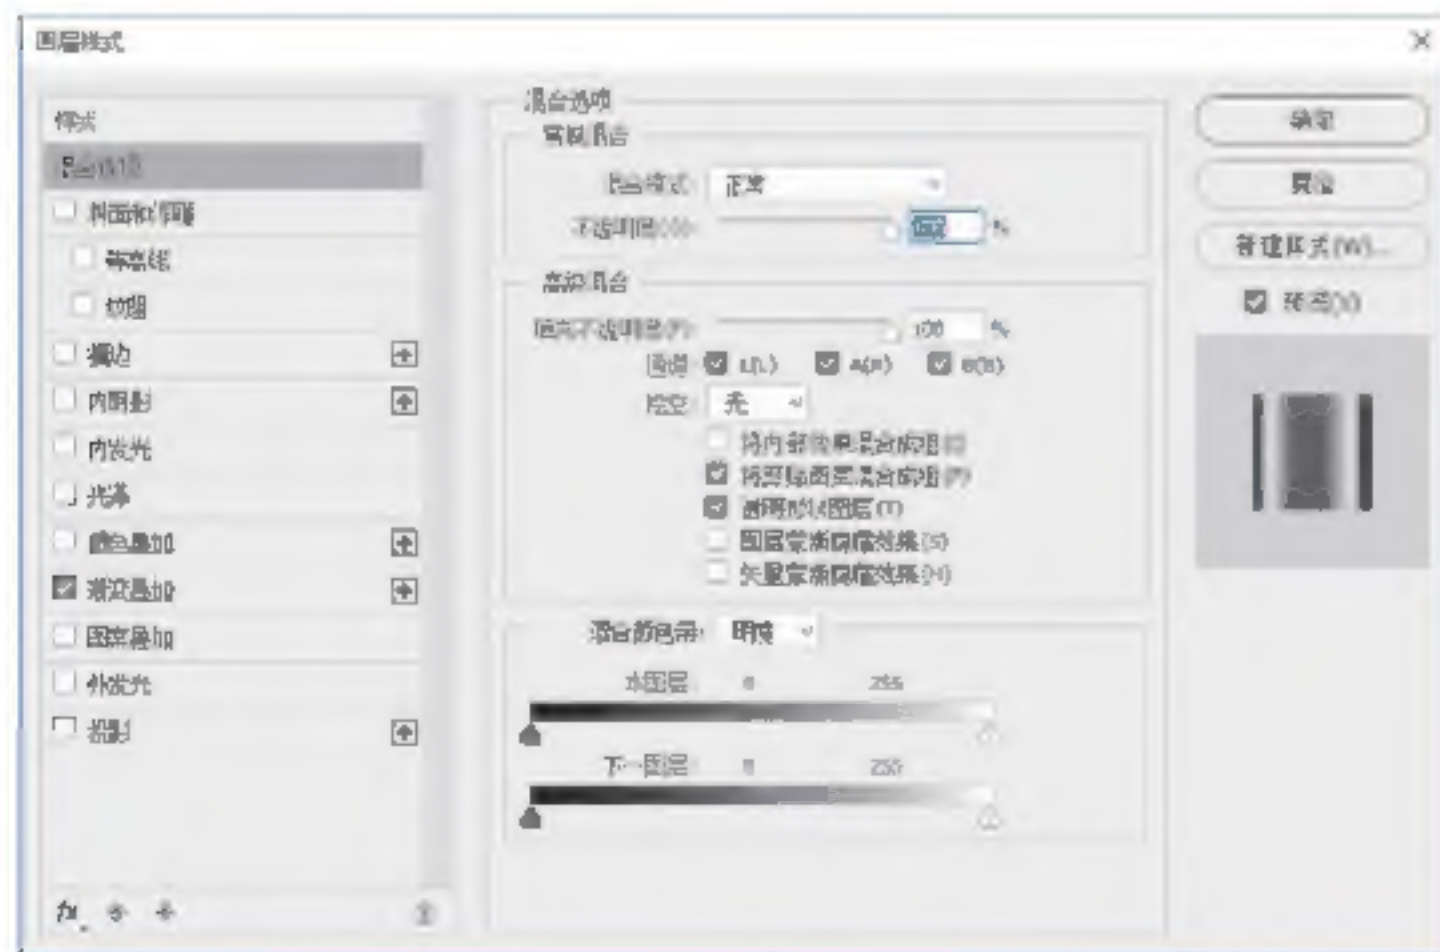 图层样式
样式
混合选项
斜面和浮雕
等高线
纹理
描边
内阴影
内发光
光泽
颜色叠加
渐变叠加
图案叠加
外发光
投影
fx
混合选项
常规混合
混合模式: 正常
不透明度(O): %
高级混合
填充不透明度(F): 100 %
通道: L(L) A(A) B(B)
挖空: 无
将内部效果混合成组(I)
将剪贴图层混合成组(P)
透明形状图层(T)
图层蒙版隐藏效果(S)
矢量蒙版隐藏效果(H)
混合颜色带: 明度
本图层: 0 255
下一图层: 0 255
确定
复位
新建样式(W)...
预览(V)